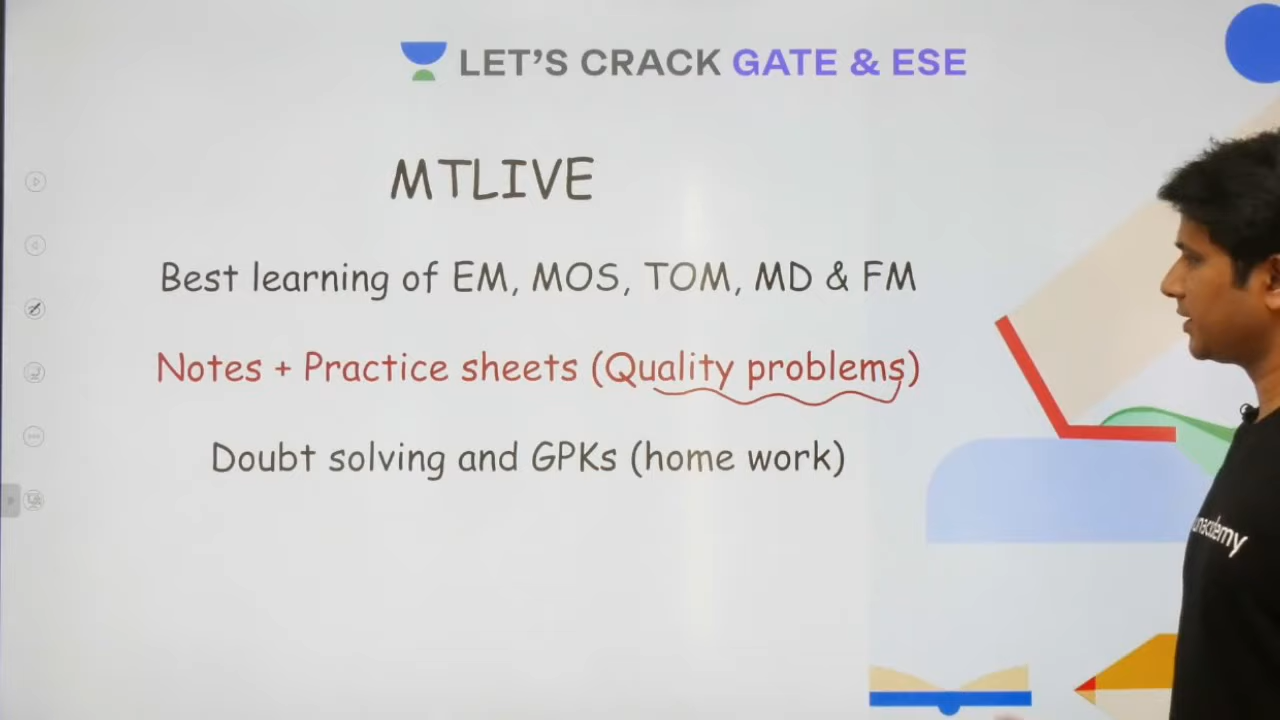 LET'S CRACK GATE & ESE
MTLIVE
Best learning of EM, MOS, TOM, MD & FM
Notes + Practice sheets (Quality problems)
Doubt solving and GPKs (home work)
unacademy